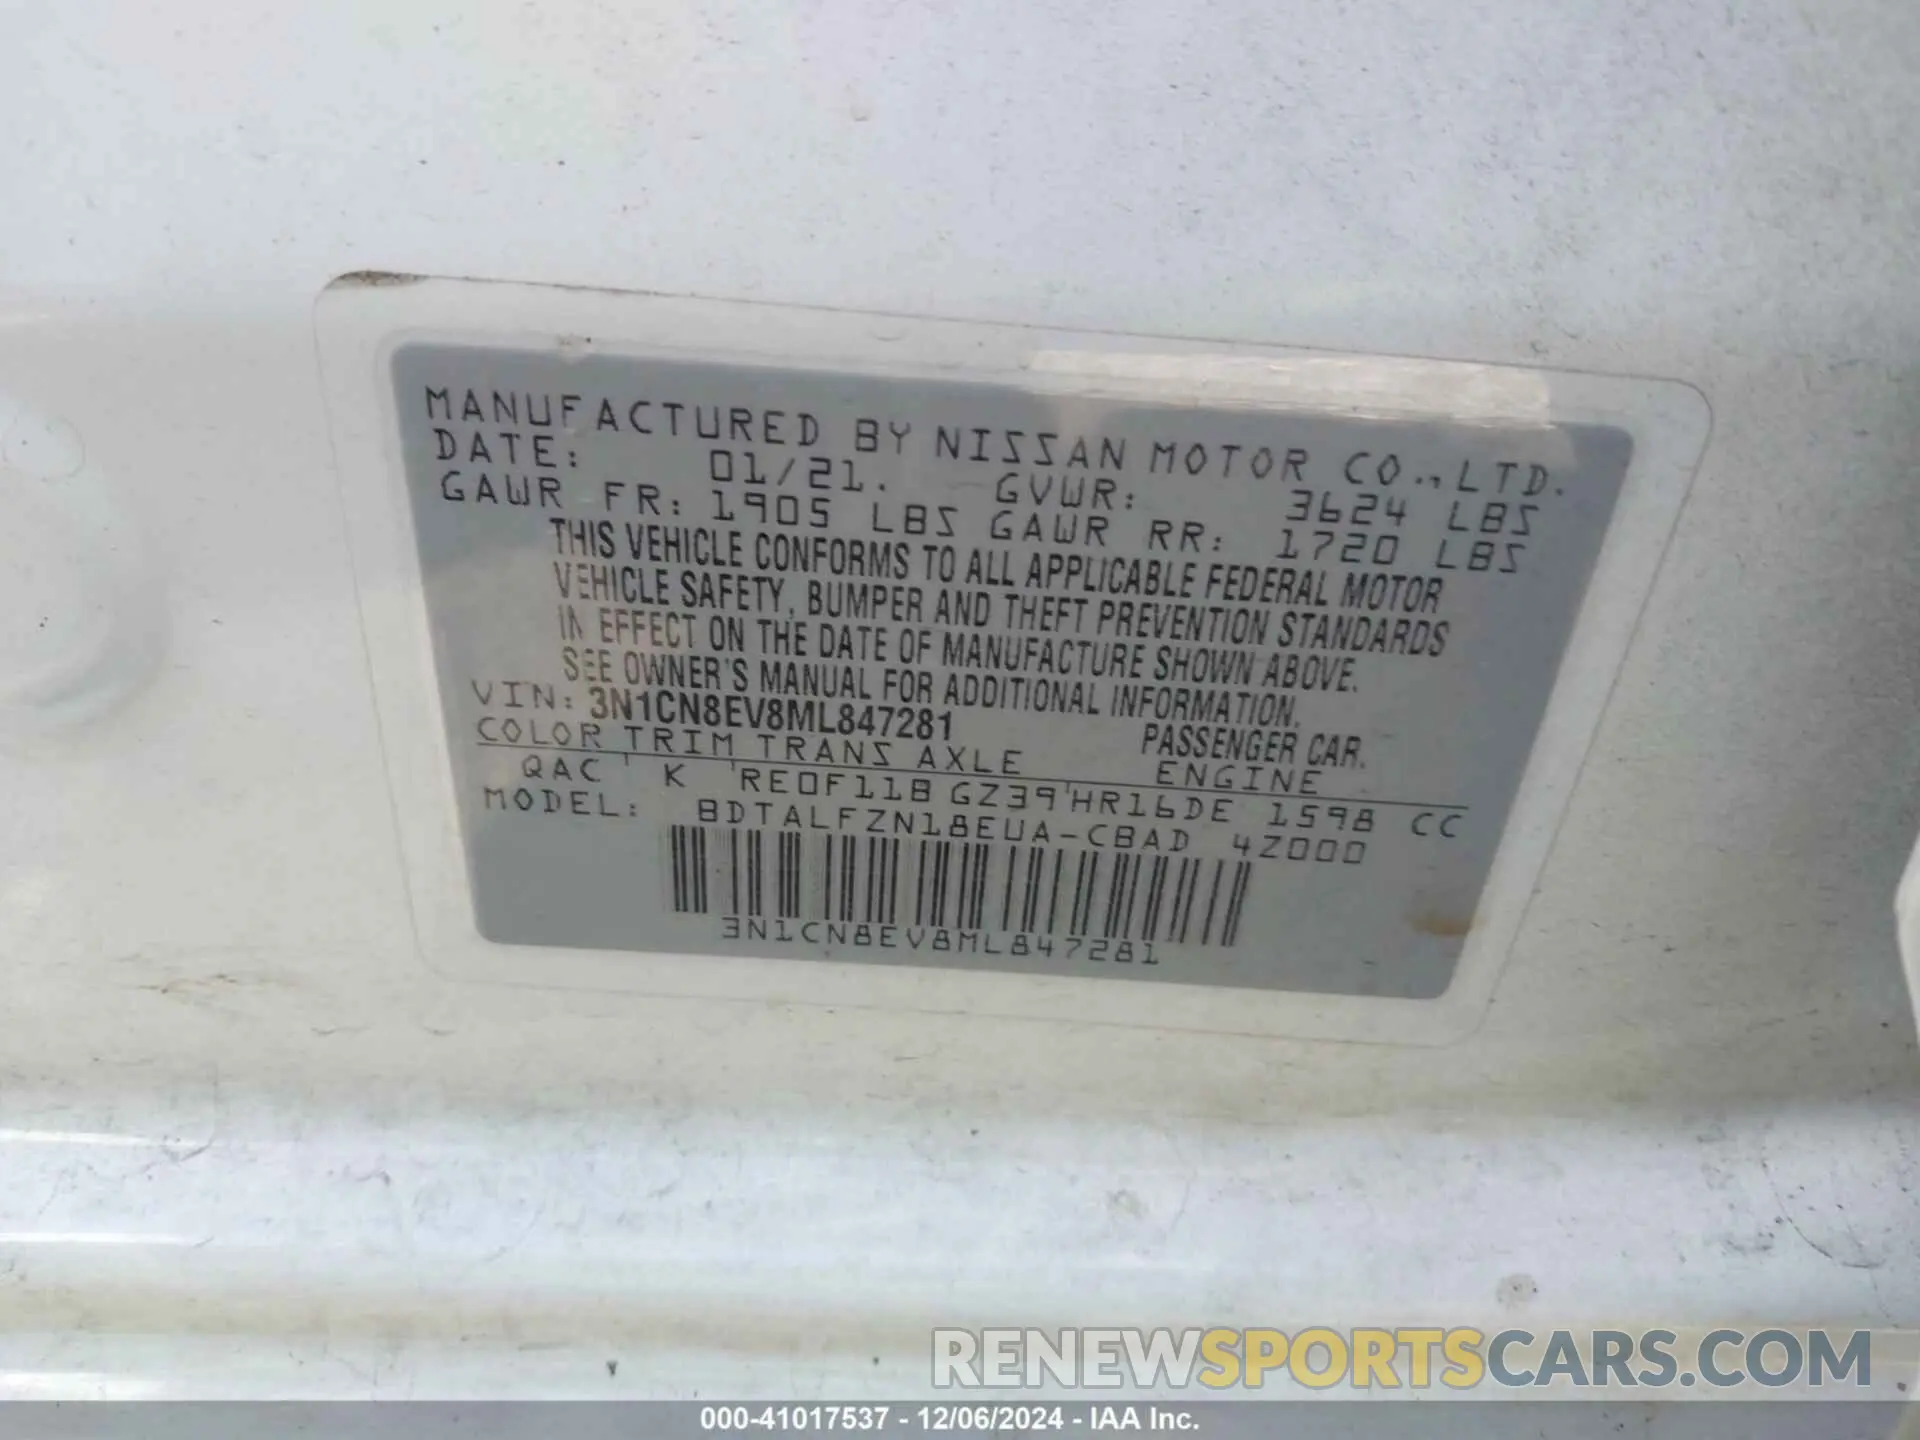 MANUFACTURED BY NISSAN MOTOR CO.,LTD.
DATE: 01/21. GVWR: 3624 LBS
GAWR FR: 1905 LBS GAWR RR: 1720 LBS
THIS VEHICLE CONFORMS TO ALL APPLICABLE FEDERAL MOTOR
VEHICLE SAFETY, BUMPER AND THEFT PREVENTION STANDARDS
IN EFFECT ON THE DATE OF MANUFACTURE SHOWN ABOVE.
SEE OWNER'S MANUAL FOR ADDITIONAL INFORMATION.
VIN: 3N1CN8EV8ML847281 PASSENGER CAR.
COLOR TRIM TRANS AXLE ENGINE
QAC K RE0F11B GZ39 HR16DE 1598 CC
MODEL: BDTALFZN18EUA-CBAD 4Z000
3N1CN8EV8ML847281
RENEWSPORTSCARS.COM
000-41017537 - 12/06/2024 - IAA Inc.